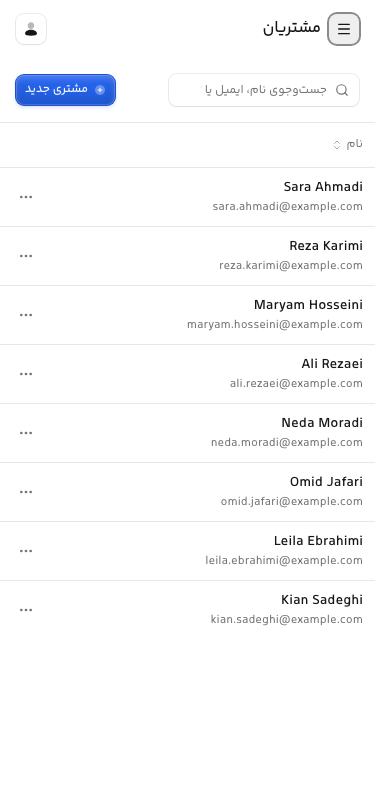 مشتریان
جست‌وجوی نام، ایمیل یا
مشتری جدید
نام
Sara Ahmadi
sara.ahmadi@example.com
Reza Karimi
reza.karimi@example.com
Maryam Hosseini
maryam.hosseini@example.com
Ali Rezaei
ali.rezaei@example.com
Neda Moradi
neda.moradi@example.com
Omid Jafari
omid.jafari@example.com
Leila Ebrahimi
leila.ebrahimi@example.com
Kian Sadeghi
kian.sadeghi@example.com